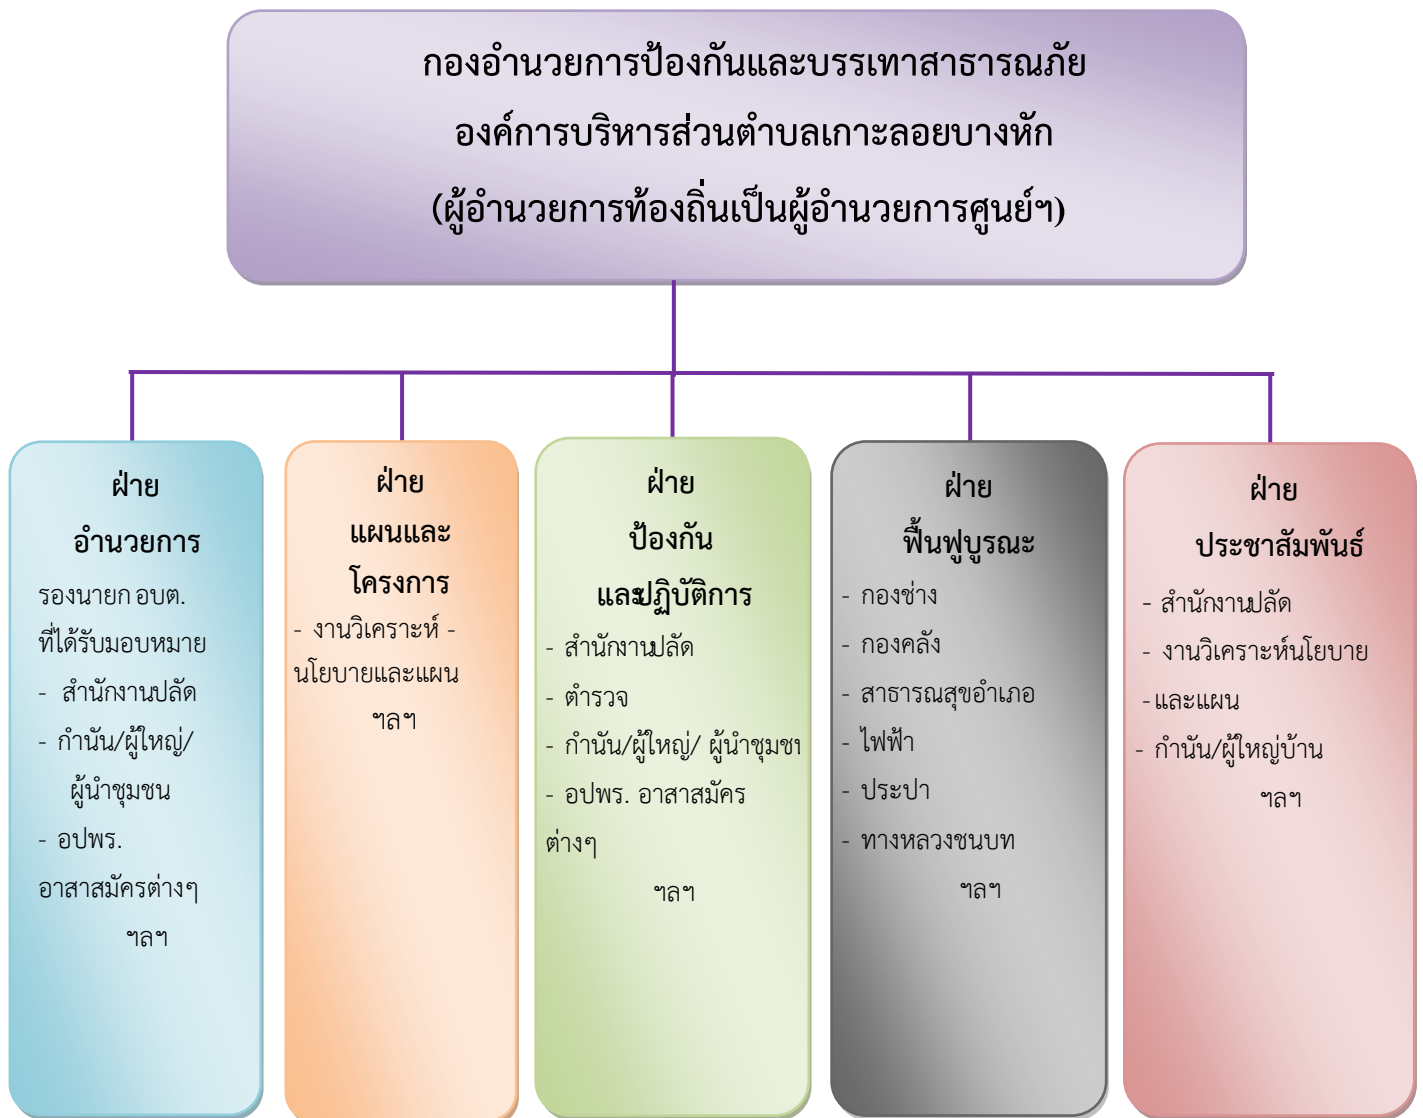 กองอำนวยการป้องกันและบรรเทาสาธารณภัย
องค์การบริหารส่วนตำบลเกาะลอยบางหัก
(ผู้อำนวยการท้องถิ่นเป็นผู้อำนวยการศูนย์ฯ)
ฝ่าย
อำนวยการ
รองนายก อบต.
ที่ได้รับมอบหมาย
- สำนักงานปลัด
- กำนัน/ผู้ใหญ่/
ผู้นำชุมชน
- อปพร.
อาสาสมัครต่างๆ
ฯลฯ
ฝ่าย
แผนและ
โครงการ
- งานวิเคราะห์ -
นโยบายและแผน
ฯลฯ
ฝ่าย
ป้องกัน
และปฏิบัติการ
- สำนักงานปลัด
- ตำรวจ
- กำนัน/ผู้ใหญ่/ ผู้นำชุมชน
- อปพร. อาสาสมัคร
ต่างๆ
ฯลฯ
ฝ่าย
ฟื้นฟูบูรณะ
- กองช่าง
- กองคลัง
- สาธารณสุขอำเภอ
- ไฟฟ้า
- ประปา
- ทางหลวงชนบท
ฯลฯ
ฝ่าย
ประชาสัมพันธ์
- สำนักงานปลัด
- งานวิเคราะห์นโยบาย
-และแผน
- กำนัน/ผู้ใหญ่บ้าน
ฯลฯ